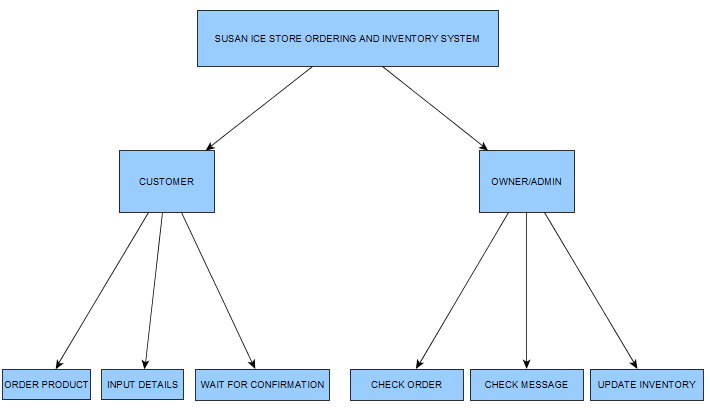 SUSAN ICE STORE ORDERING AND INVENTORY SYSTEM
CUSTOMER
OWNER/ADMIN
ORDER PRODUCT
INPUT DETAILS
WAIT FOR CONFIRMATION
CHECK ORDER
CHECK MESSAGE
UPDATE INVENTORY